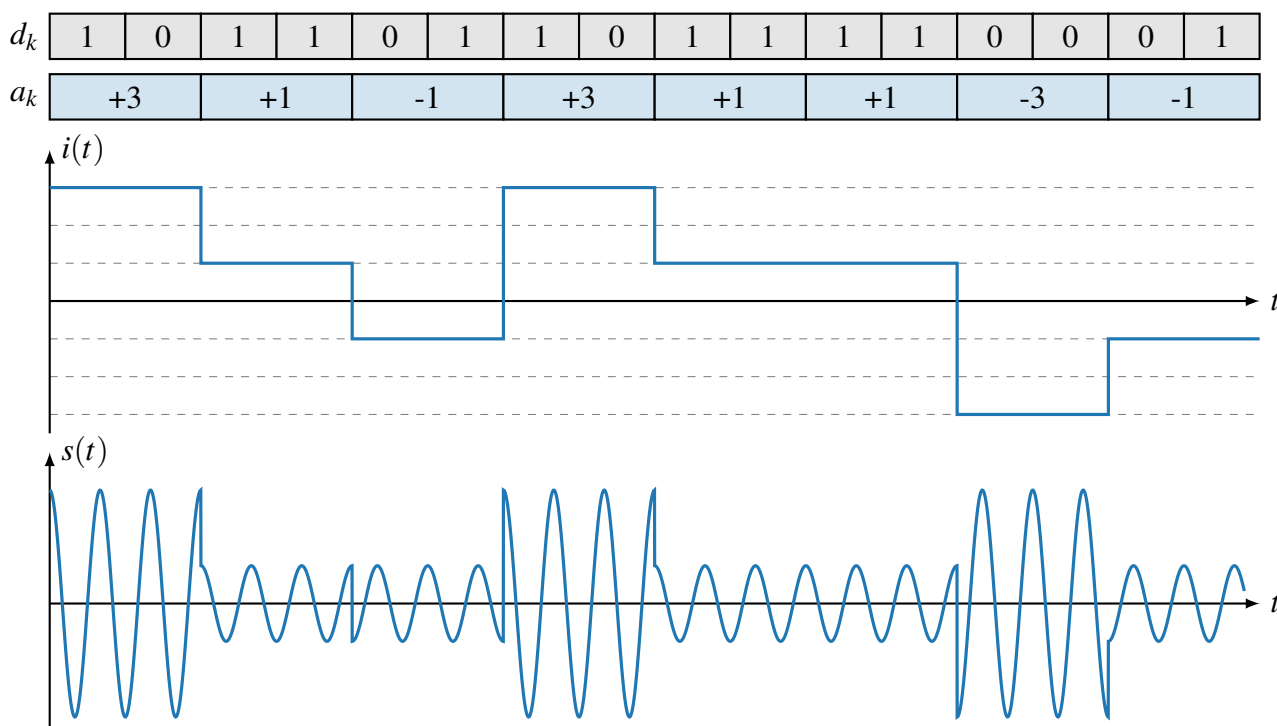 d_k 1 0 1 1 0 1 1 0 1 1 1 1 0 0 0 1
a_k +3 +1 -1 +3 +1 +1 -3 -1
i(t)
t
s(t)
t